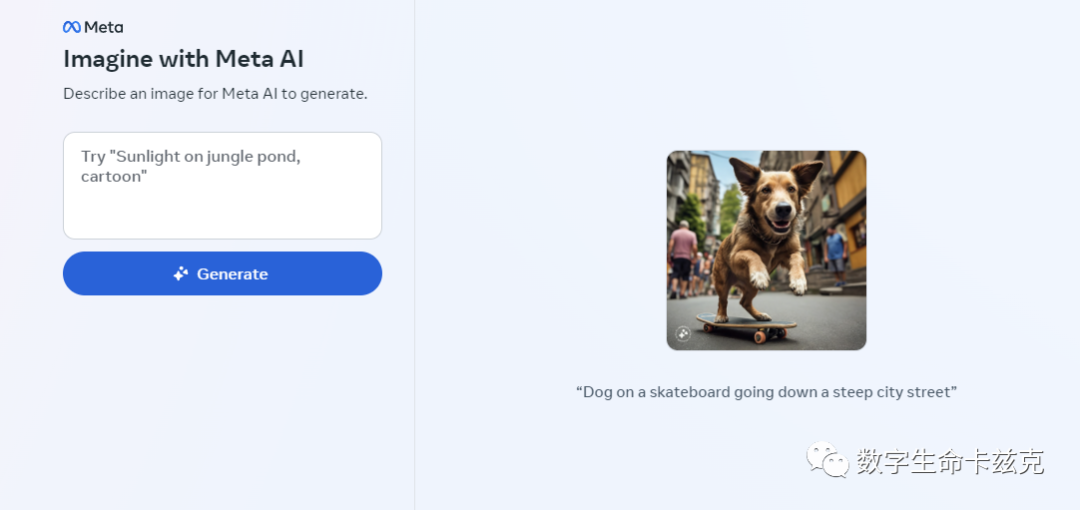 Meta
Imagine with Meta AI
Describe an image for Meta AI to generate.
Try "Sunlight on jungle pond,
cartoon"
Generate
“Dog on a skateboard going down a steep city street”
数字生命卡兹克